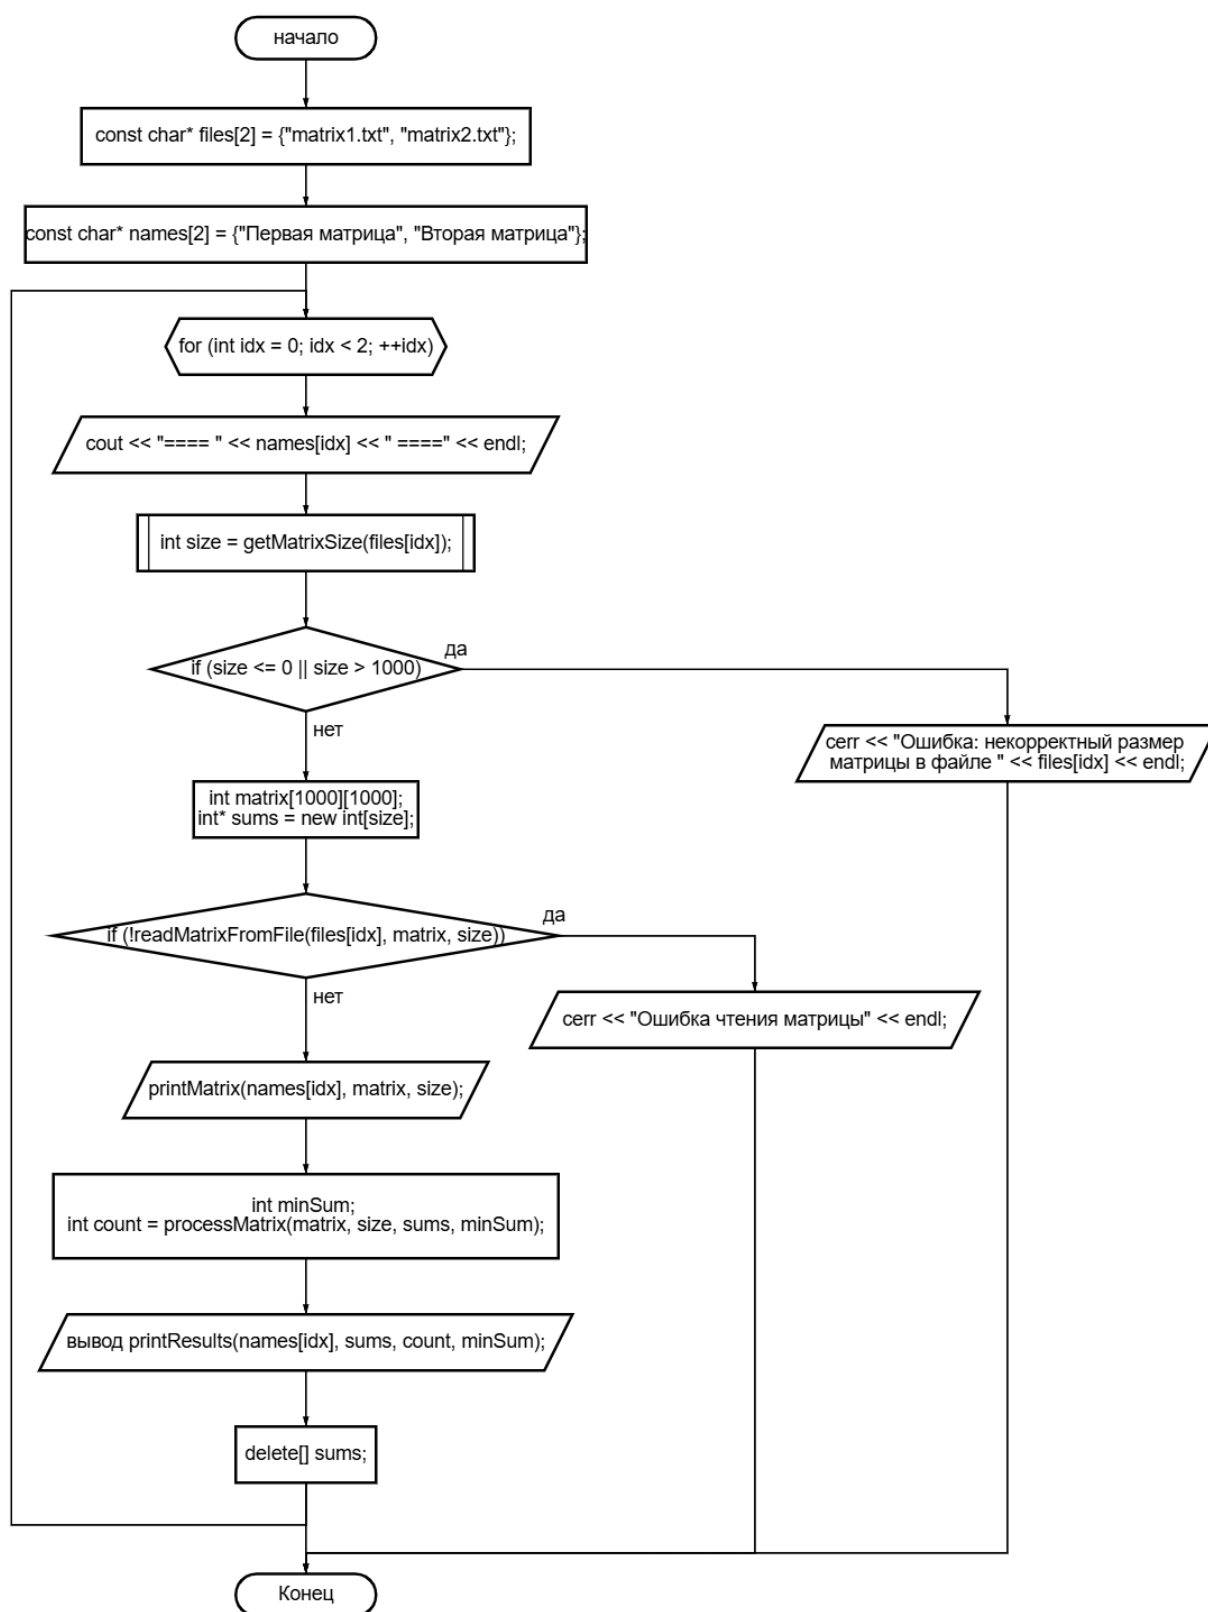 начало
const char* files[2] = {"matrix1.txt", "matrix2.txt"};
const char* names[2] = {"Первая матрица", "Вторая матрица"};
for (int idx = 0; idx < 2; ++idx)
cout << "==== " << names[idx] << " ====" << endl;
int size = getMatrixSize(files[idx]);
if (size <= 0 || size > 1000)
да
нет
cerr << "Ошибка: некорректный размер
матрицы в файле " << files[idx] << endl;
int matrix[1000][1000];
int* sums = new int[size];
if (!readMatrixFromFile(files[idx], matrix, size))
да
нет
cerr << "Ошибка чтения матрицы" << endl;
printMatrix(names[idx], matrix, size);
int minSum;
int count = processMatrix(matrix, size, sums, minSum);
вывод printResults(names[idx], sums, count, minSum);
delete[] sums;
Конец